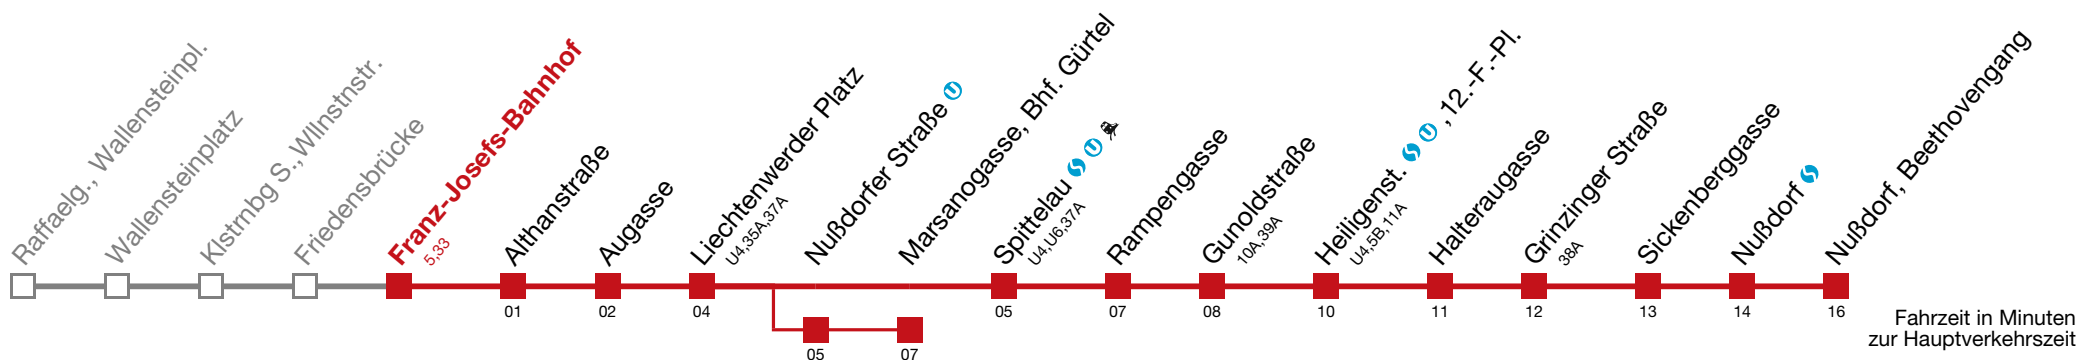 Raffaelg., Wallensteinpl.
Wallensteinplatz
Klstrnbg S., Wllnstnstr.
Friedensbrücke
Franz-Josefs-Bahnhof
5,33
Althanstraße
Augasse
Liechtenwerder Platz
U4,35A,37A
Nußdorfer Straße U
Marsanogasse, Bhf. Gürtel
Spittelau S U
U4,U6,37A
Rampengasse
Gunoldstraße
10A,39A
Heiligenst. S U , 12.-F.-Pl.
U4,5B,11A
Halteraugasse
Grinzinger Straße
38A
Sickenberggasse
Nußdorf S
Nußdorf, Beethovengang
01 02 04 05 07 08 10 11 12 13 14 16
05 07
Fahrzeit in Minuten
zur Hauptverkehrszeit